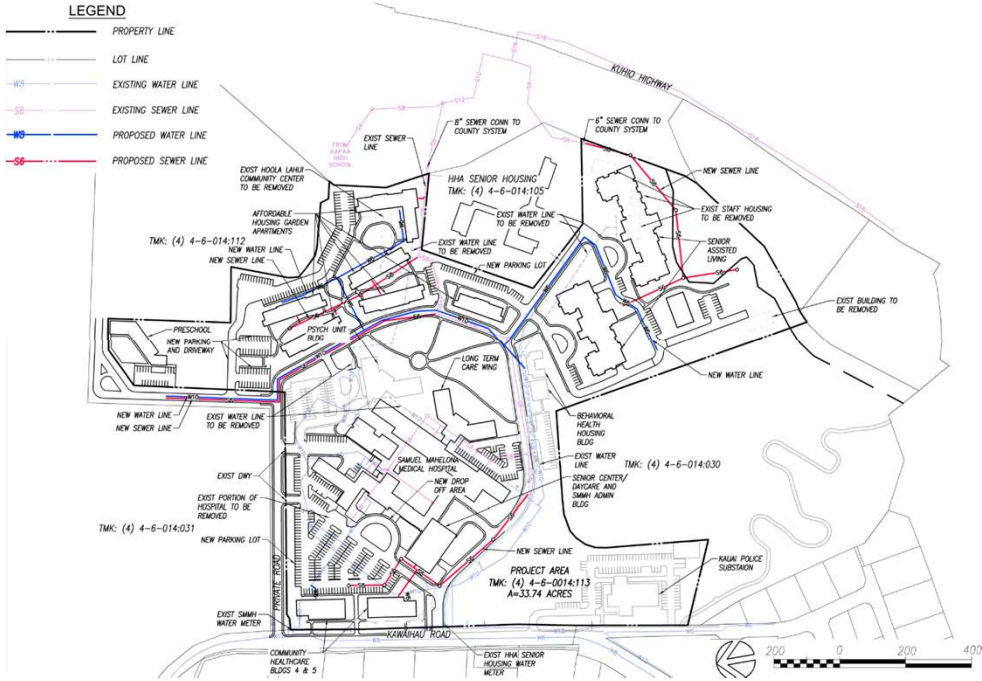 LEGEND
PROPERTY LINE
LOT LINE
W8
EXISTING WATER LINE
S6
EXISTING SEWER LINE
W8
PROPOSED WATER LINE
S6
PROPOSED SEWER LINE
KUHIO HIGHWAY
FROM
KAPAA
HIGH
SCHOOL
EXIST SEWER
LINE
8" SEWER CONN TO
COUNTY SYSTEM
6" SEWER CONN TO
COUNTY SYSTEM
NEW SEWER LINE
EXIST HOOLA LAHUI
COMMUNITY CENTER
TO BE REMOVED
HHA SENIOR HOUSING
TMK: (4) 4-6-014:105
EXIST STAFF HOUSING
TO BE REMOVED
AFFORDABLE
HOUSING GARDEN
APARTMENTS
EXIST WATER LINE
TO BE REMOVED
SENIOR
ASSISTED
LIVING
TMK: (4) 4-6-014:112
NEW WATER LINE
NEW SEWER LINE
EXIST WATER LINE
TO BE REMOVED
NEW PARKING LOT
EXIST BUILDING TO
BE REMOVED
PRESCHOOL
NEW PARKING
AND DRIVEWAY
PSYCH UNIT
BLDG
LONG TERM
CARE WING
NEW WATER LINE
NEW WATER LINE
NEW SEWER LINE
EXIST WATER LINE
TO BE REMOVED
BEHAVIORAL
HEALTH
HOUSING
BLDG
EXIST WATER
LINE
TMK: (4) 4-6-014:030
SAMUEL MAHELONA
MEDICAL HOSPITAL
EXIST DWY
NEW DROP
OFF AREA
SENIOR CENTER/
DAYCARE AND
SMMH ADMIN
BLDG
EXIST PORTION OF
HOSPITAL TO BE
REMOVED
TMK: (4) 4-6-014:031
NEW PARKING LOT
NEW SEWER LINE
PROJECT AREA
TMK: (4) 4-6-0014:113
A=33.74 ACRES
KAUAI POLICE
SUBSTAION
PRIVATE ROAD
EXIST SMMH
WATER METER
KAWAIHAU ROAD
COMMUNITY
HEALTHCARE
BLDGS 4 & 5
EXIST HHA SENIOR
HOUSING WATER
METER
200 0 200 400